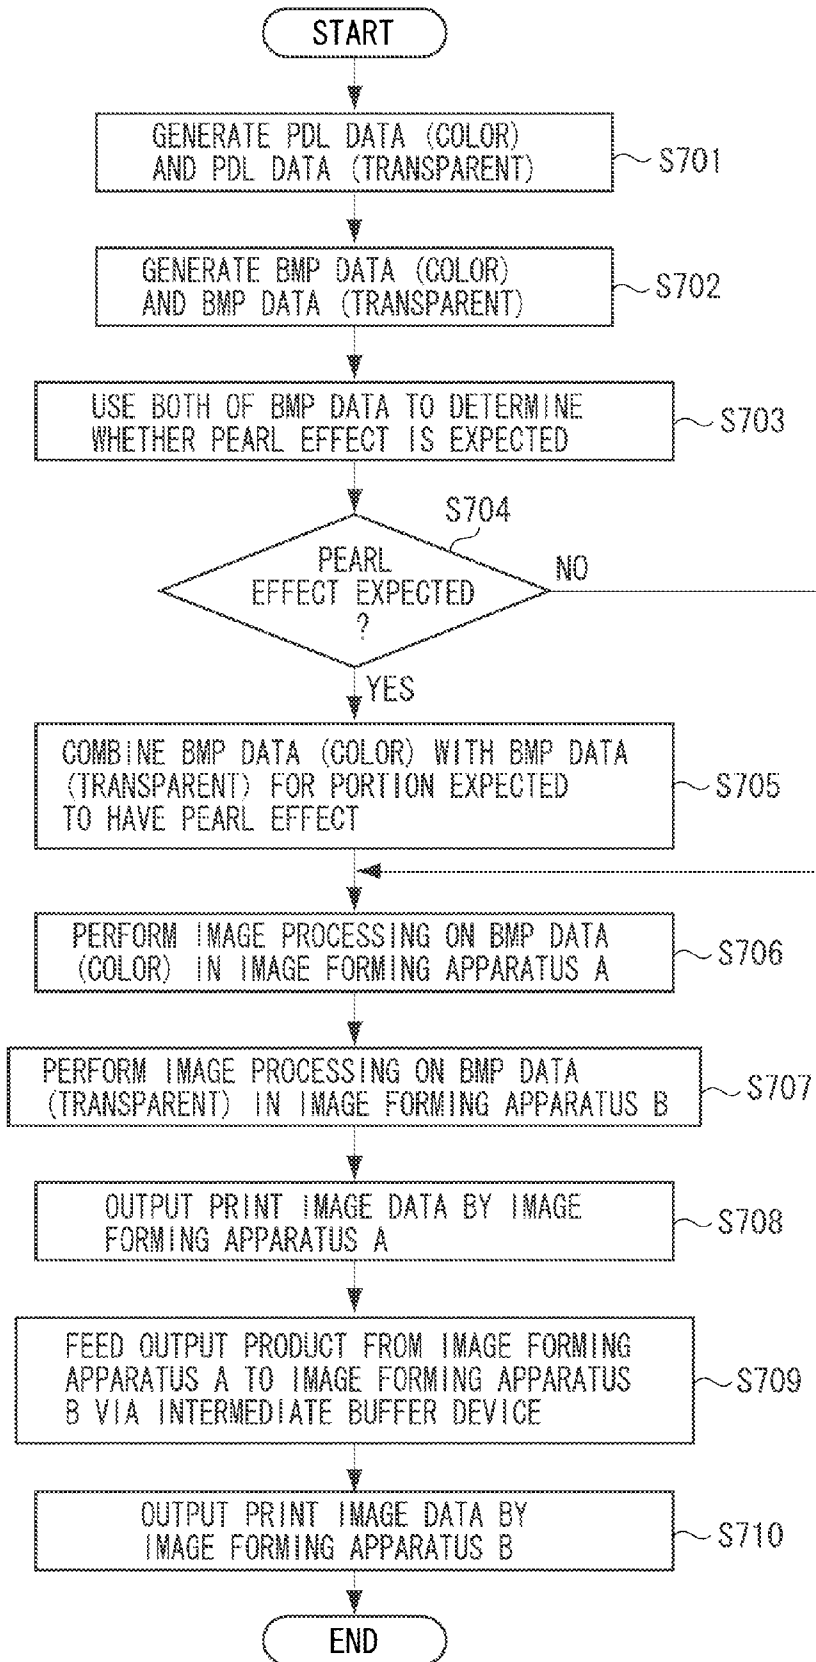 START
GENERATE PDL DATA (COLOR)
AND PDL DATA (TRANSPARENT)
S701
GENERATE BMP DATA (COLOR)
AND BMP DATA (TRANSPARENT)
S702
USE BOTH OF BMP DATA TO DETERMINE
WHETHER PEARL EFFECT IS EXPECTED
S703
S704
PEARL
EFFECT EXPECTED
?
NO
YES
COMBINE BMP DATA (COLOR) WITH BMP DATA
(TRANSPARENT) FOR PORTION EXPECTED
TO HAVE PEARL EFFECT
S705
PERFORM IMAGE PROCESSING ON BMP DATA
(COLOR) IN IMAGE FORMING APPARATUS A
S706
PERFORM IMAGE PROCESSING ON BMP DATA
(TRANSPARENT) IN IMAGE FORMING APPARATUS B
S707
OUTPUT PRINT IMAGE DATA BY IMAGE
FORMING APPARATUS A
S708
FEED OUTPUT PRODUCT FROM IMAGE FORMING
APPARATUS A TO IMAGE FORMING APPARATUS
B VIA INTERMEDIATE BUFFER DEVICE
S709
OUTPUT PRINT IMAGE DATA BY
IMAGE FORMING APPARATUS B
S710
END